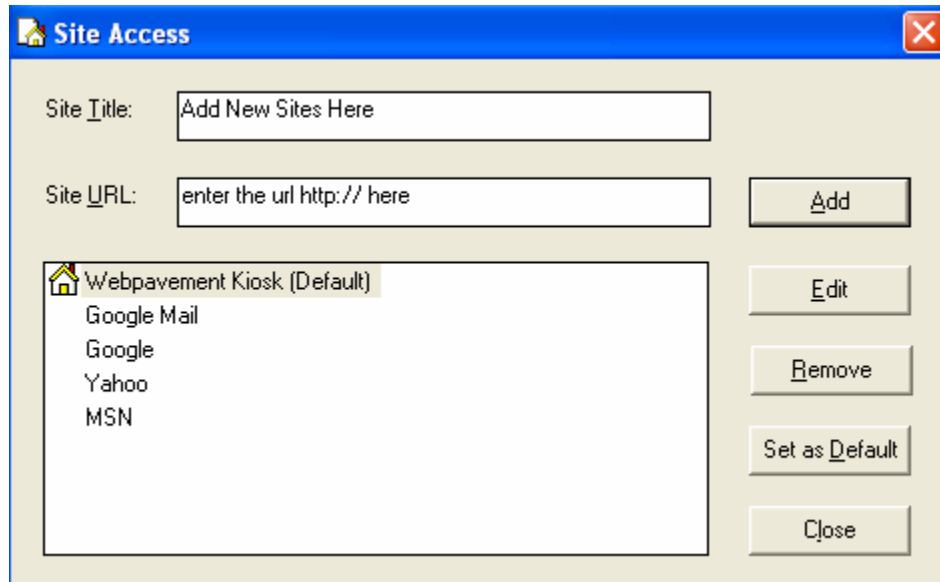 Site Access
Site Title: Add New Sites Here
Site URL: enter the url http:// here
Add
Webpavement Kiosk (Default)
Edit
Google Mail
Google
Remove
Yahoo
MSN
Set as Default
Close